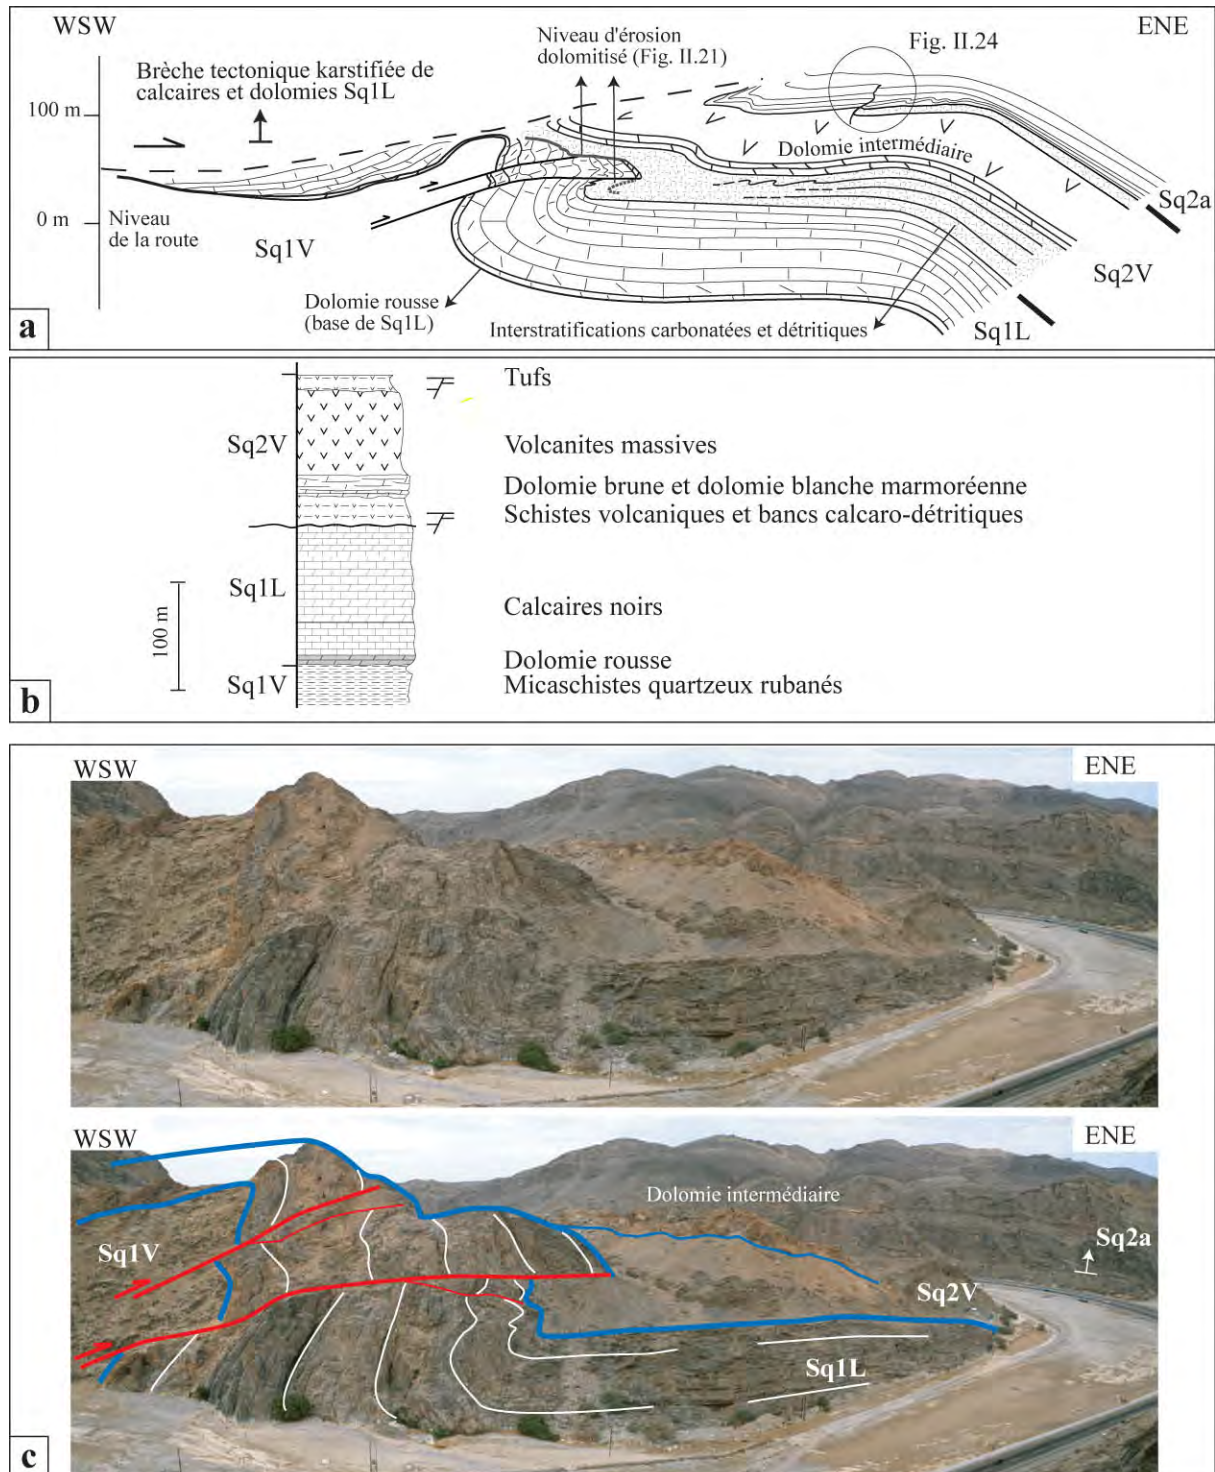 WSW
ENE
Brèche tectonique karstifiée de
calcaires et dolomies Sq1L
Niveau d'érosion
dolomitisé (Fig. II.21)
Fig. II.24
100 m
Dolomie intermédiaire
0 m
Niveau
de la route
Sq1V
Sq2a
Sq2V
Dolomie rousse
(base de Sq1L)
Interstratifications carbonatées et détritiques
Sq1L
a
Tufs
Sq2V
Volcanites massives
Dolomie brune et dolomie blanche marmoréenne
Schistes volcaniques et bancs calcaro-détritiques
Sq1L
100 m
Calcaires noirs
Dolomie rousse
Sq1V
Micaschistes quartzeux rubanés
b
WSW
ENE
WSW
ENE
Dolomie intermédiaire
Sq1V
Sq2a
Sq2V
Sq1L
c